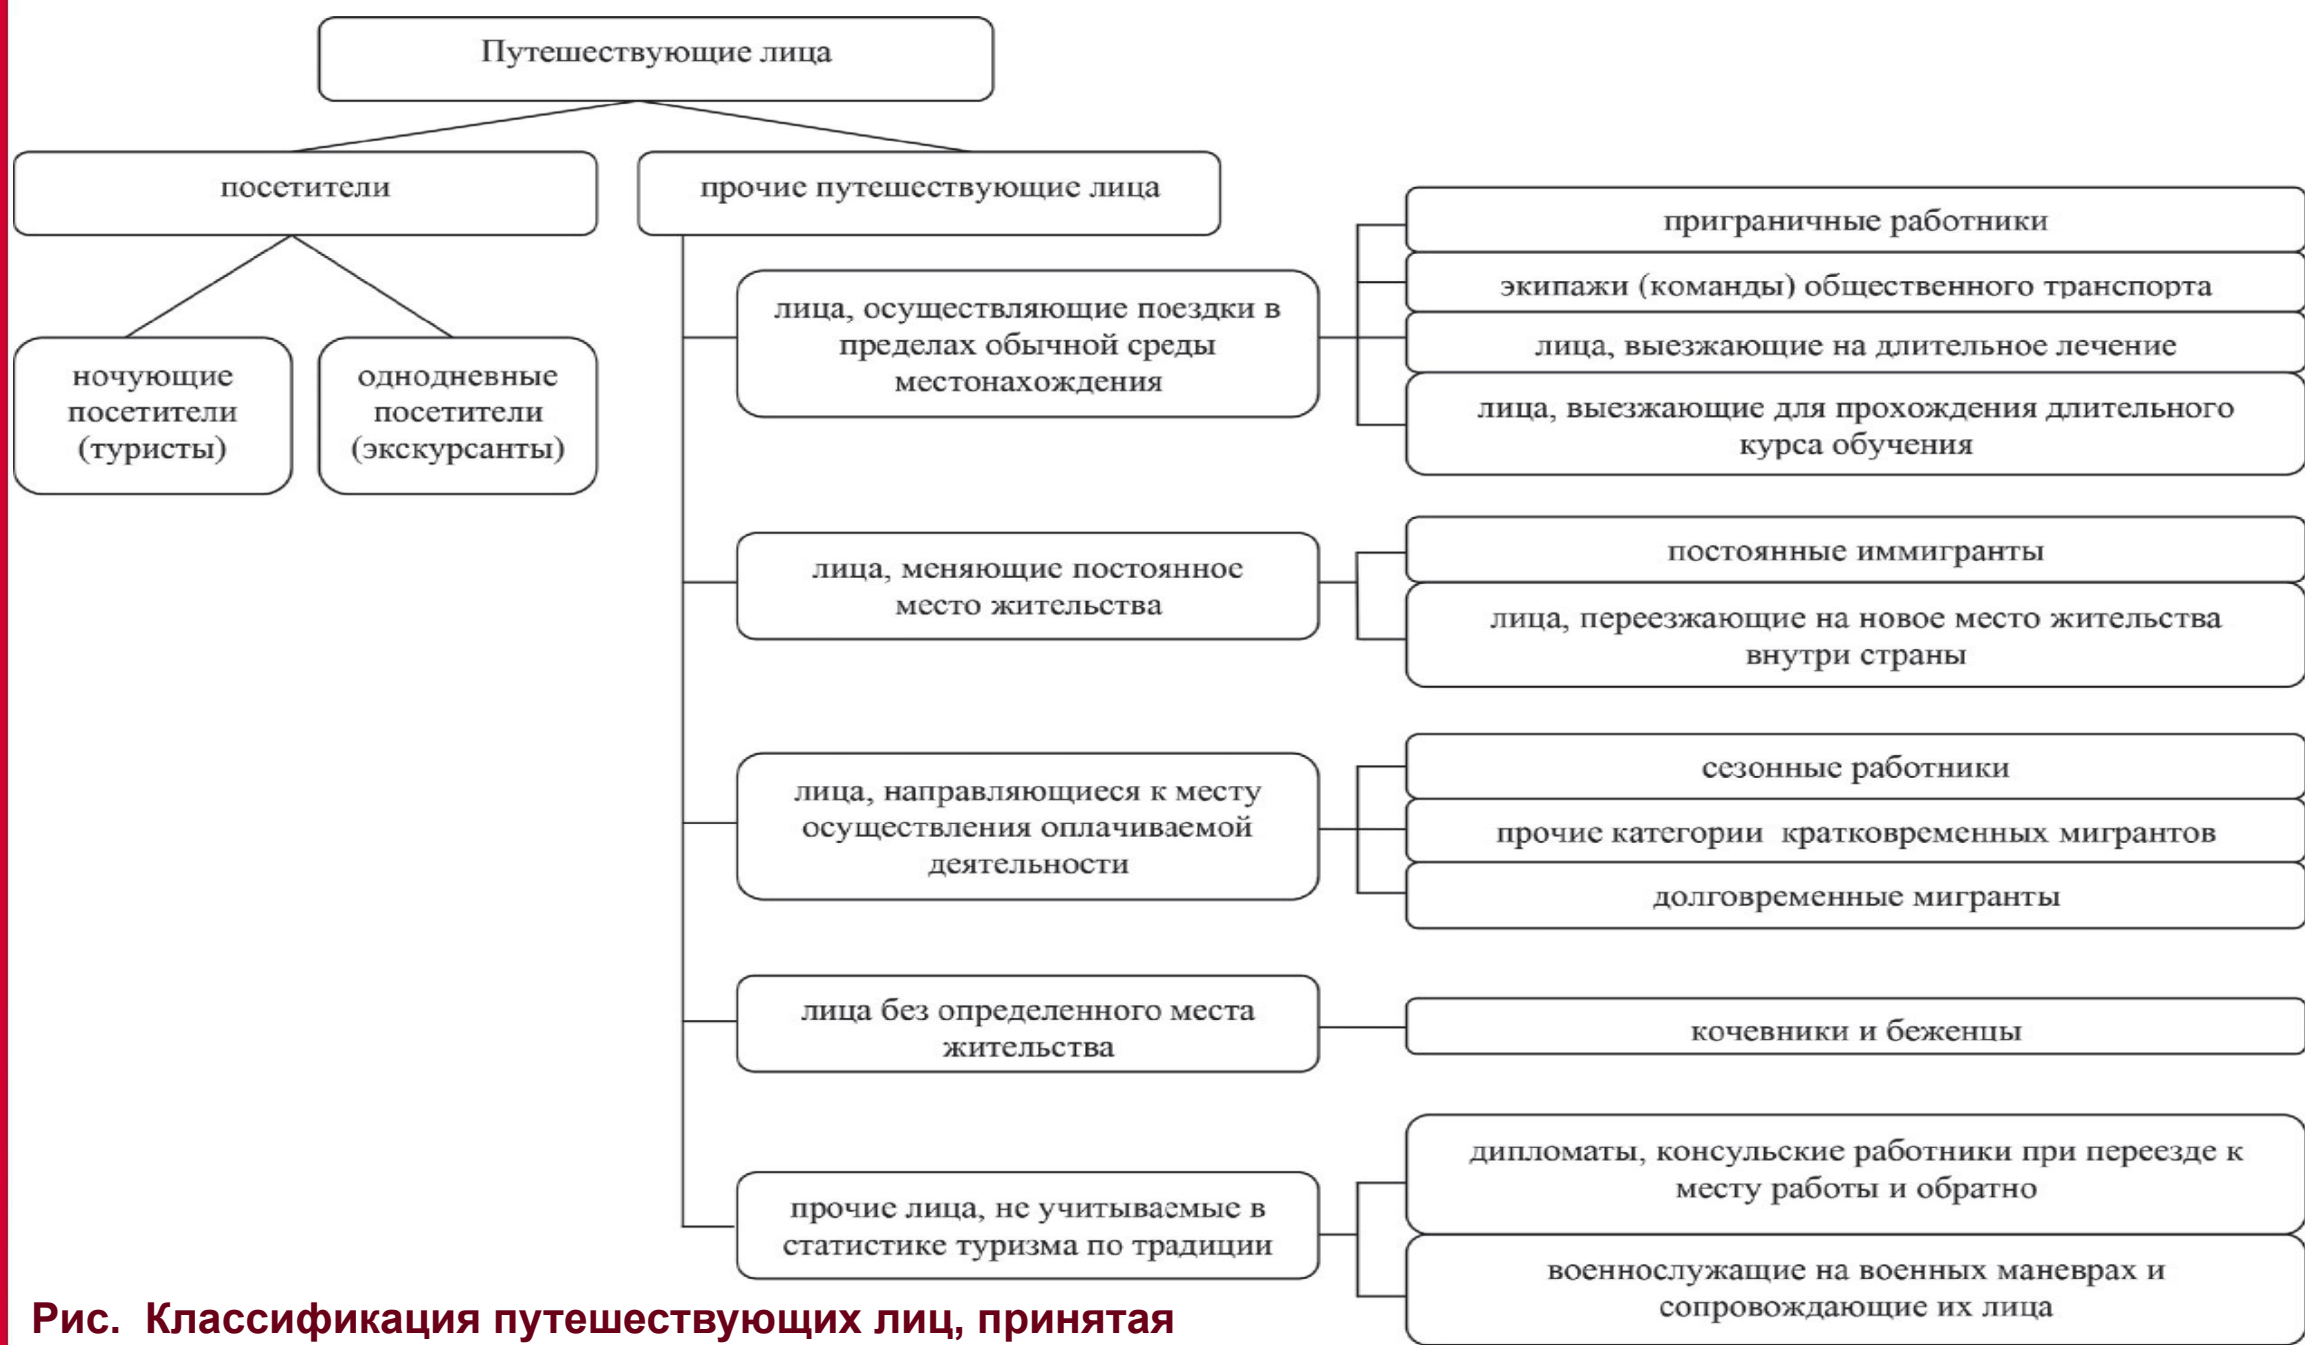 Путешествующие лица
посетители
прочие путешествующие лица
ночующие
посетители
(туристы)
однодневные
посетители
(экскурсанты)
лица, осуществляющие поездки в
пределах обычной среды
местонахождения
приграничные работники
экипажи (команды) общественного транспорта
лица, выезжающие на длительное лечение
лица, выезжающие для прохождения длительного
курса обучения
лица, меняющие постоянное
место жительства
постоянные иммигранты
лица, переезжающие на новое место жительства
внутри страны
лица, направляющиеся к месту
осуществления оплачиваемой
деятельности
сезонные работники
прочие категории кратковременных мигрантов
долговременные мигранты
лица без определенного места
жительства
кочевники и беженцы
прочие лица, не учитываемые в
статистике туризма по традиции
дипломаты, консульские работники при переезде к
месту работы и обратно
военнослужащие на военных маневрах и
сопровождающие их лица
Рис. Классификация путешествующих лиц, принятая